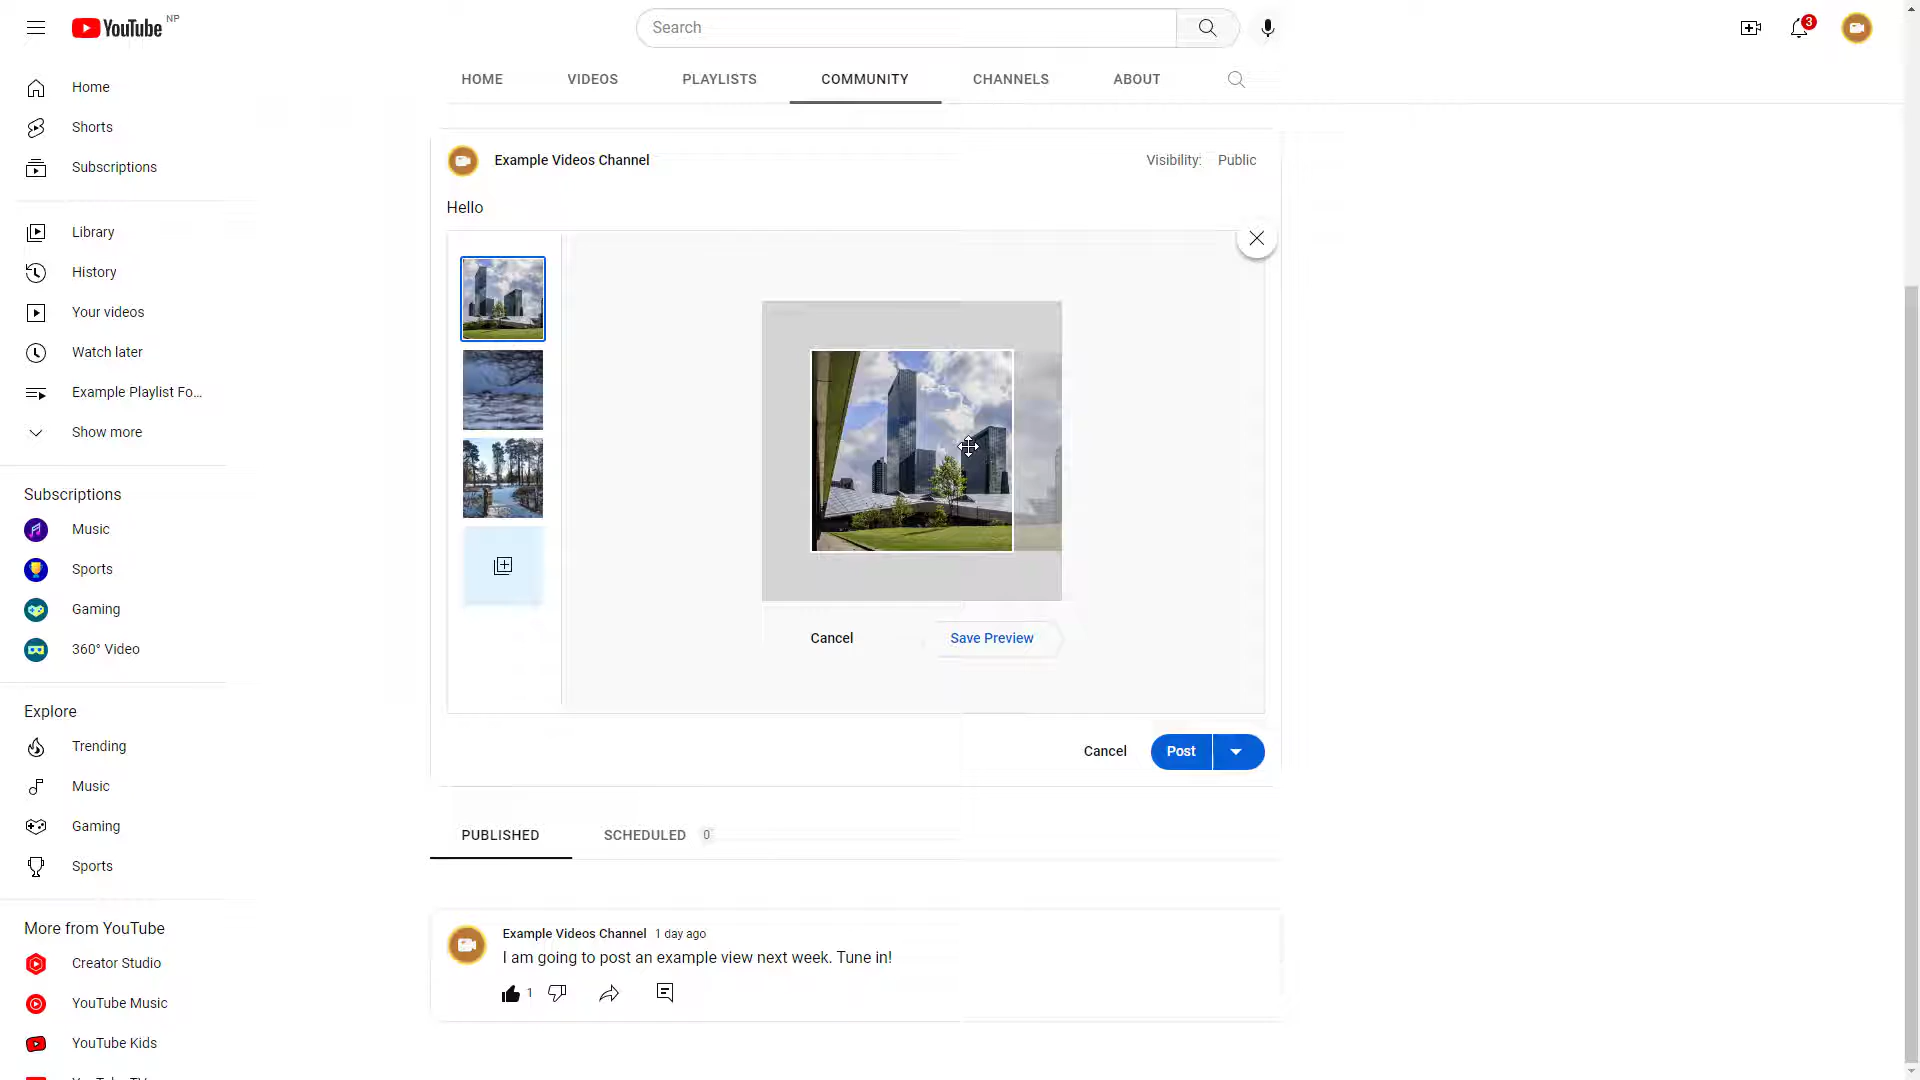 YouTube NP
Search
3
Home
Shorts
Subscriptions
Library
History
Your videos
Watch later
Example Playlist Fo...
Show more
Subscriptions
Music
Sports
Gaming
360° Video
Explore
Trending
Music
Gaming
Sports
More from YouTube
Creator Studio
YouTube Music
YouTube Kids
HOME
VIDEOS
PLAYLISTS
COMMUNITY
CHANNELS
ABOUT
Example Videos Channel
Visibility: Public
Hello
Cancel
Save Preview
Cancel
Post
PUBLISHED
SCHEDULED 0
Example Videos Channel 1 day ago
I am going to post an example view next week. Tune in!
1